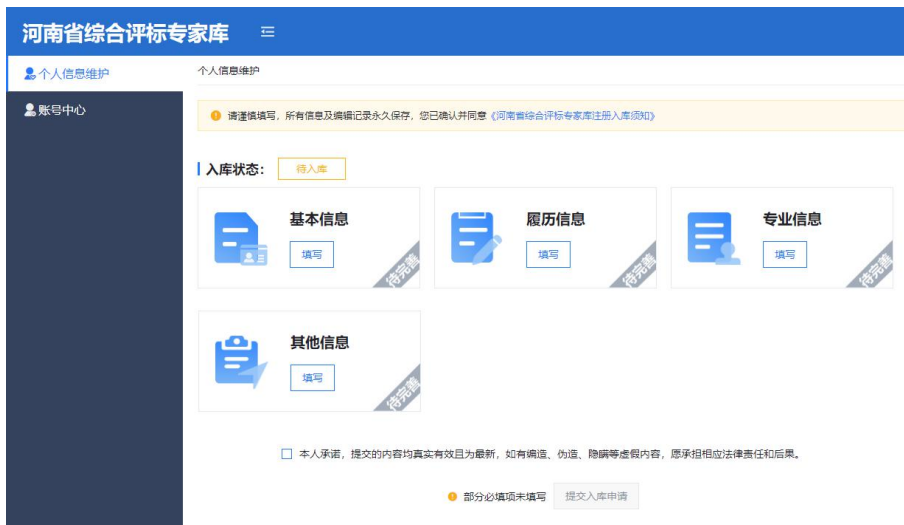 河南省综合评标专家库
个人信息维护
账号中心
个人信息维护
请谨慎填写，所有信息及编辑记录永久保存，您已确认并同意《河南省综合评标专家库注册入库须知》
入库状态： 待入库
基本信息
填写
待完善
履历信息
填写
待完善
专业信息
填写
待完善
其他信息
填写
待完善
本人承诺，提交的内容均真实有效且为最新，如有编造、伪造、隐瞒等虚假内容，愿承担相应法律责任和后果。
部分必填项未填写 提交入库申请